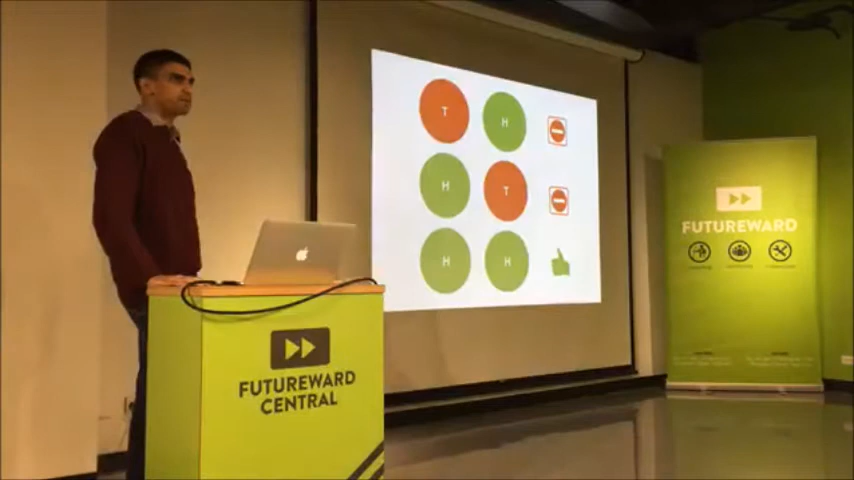 T H
H T
H H
FUTUREWARD
CENTRAL
FUTUREWARD